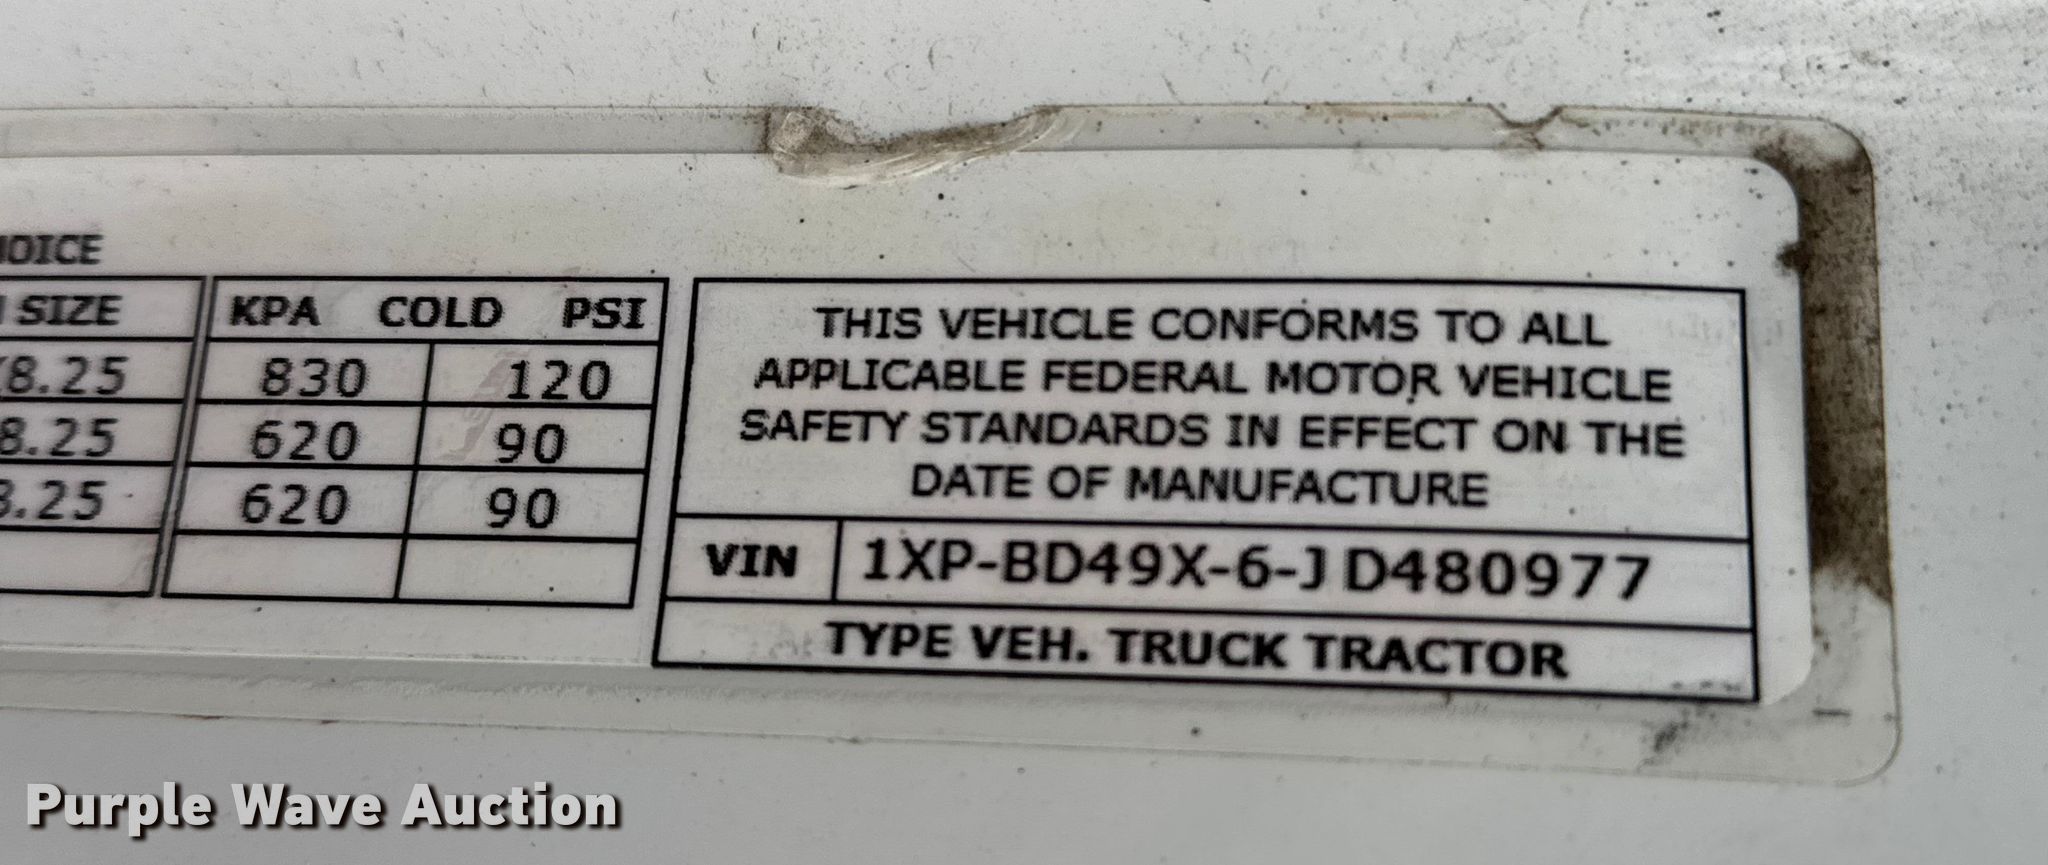 HOICE
SIZE
KPA COLD PSI
8.25 830 120
8.25 620 90
8.25 620 90
THIS VEHICLE CONFORMS TO ALL
APPLICABLE FEDERAL MOTOR VEHICLE
SAFETY STANDARDS IN EFFECT ON THE
DATE OF MANUFACTURE
VIN 1XP-BD49X-6-JD480977
TYPE VEH. TRUCK TRACTOR
Purple Wave Auction